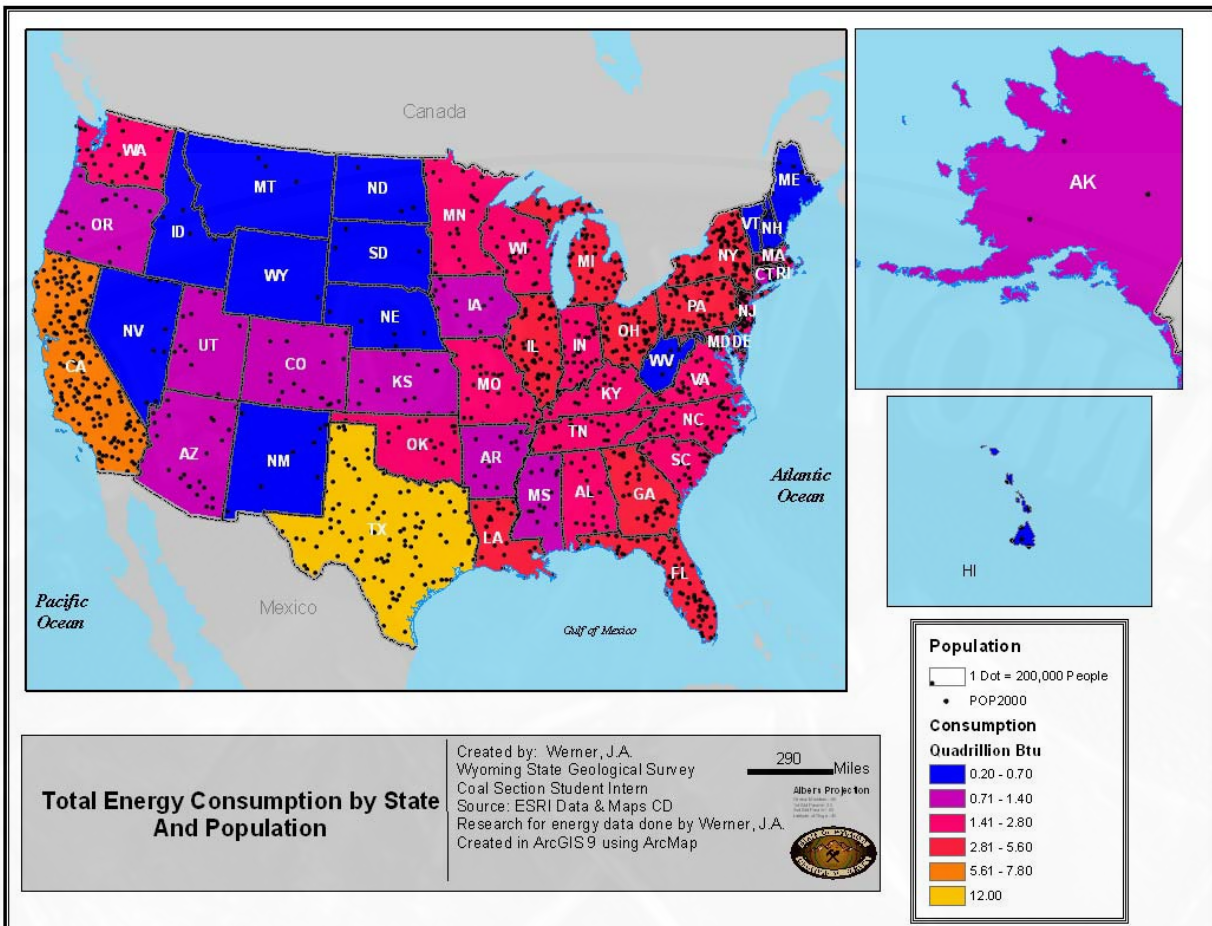 Canada
WA
MT
ND
MN
ME
OR
ID
WY
SD
WI
MI
NY
VT
NH
MA
CT
RI
NV
NE
IA
PA
NJ
CA
UT
CO
KS
MO
IL
IN
OH
MD
DE
WV
VA
KY
AZ
NM
OK
AR
TN
NC
SC
TX
LA
MS
AL
GA
FL
Pacific
Ocean
Mexico
Gulf of Mexico
Atlantic
Ocean
AK
HI
Population
1 Dot = 200,000 People
POP2000
Consumption
Quadrillion Btu
0.20 - 0.70
0.71 - 1.40
1.41 - 2.80
2.81 - 5.60
5.61 - 7.80
12.00
Total Energy Consumption by State
And Population
Created by: Werner, J.A.
Wyoming State Geological Survey
Coal Section Student Intern
Source: ESRI Data & Maps CD
Research for energy data done by Werner, J.A.
Created in ArcGIS 9 using ArcMap
290 Miles
Albers Projection